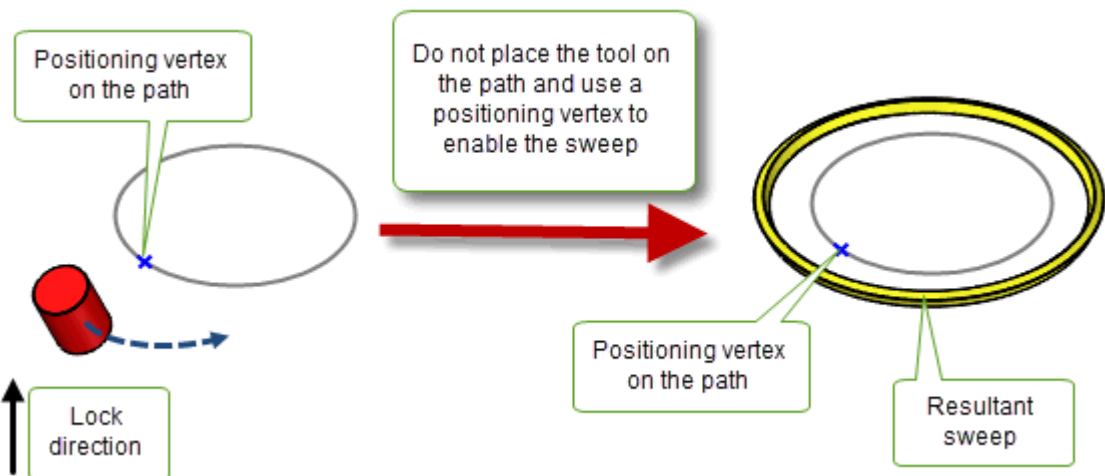 Positioning vertex
on the path
Do not place the tool on
the path and use a
positioning vertex to
enable the sweep
Lock
direction
Positioning vertex
on the path
Resultant
sweep